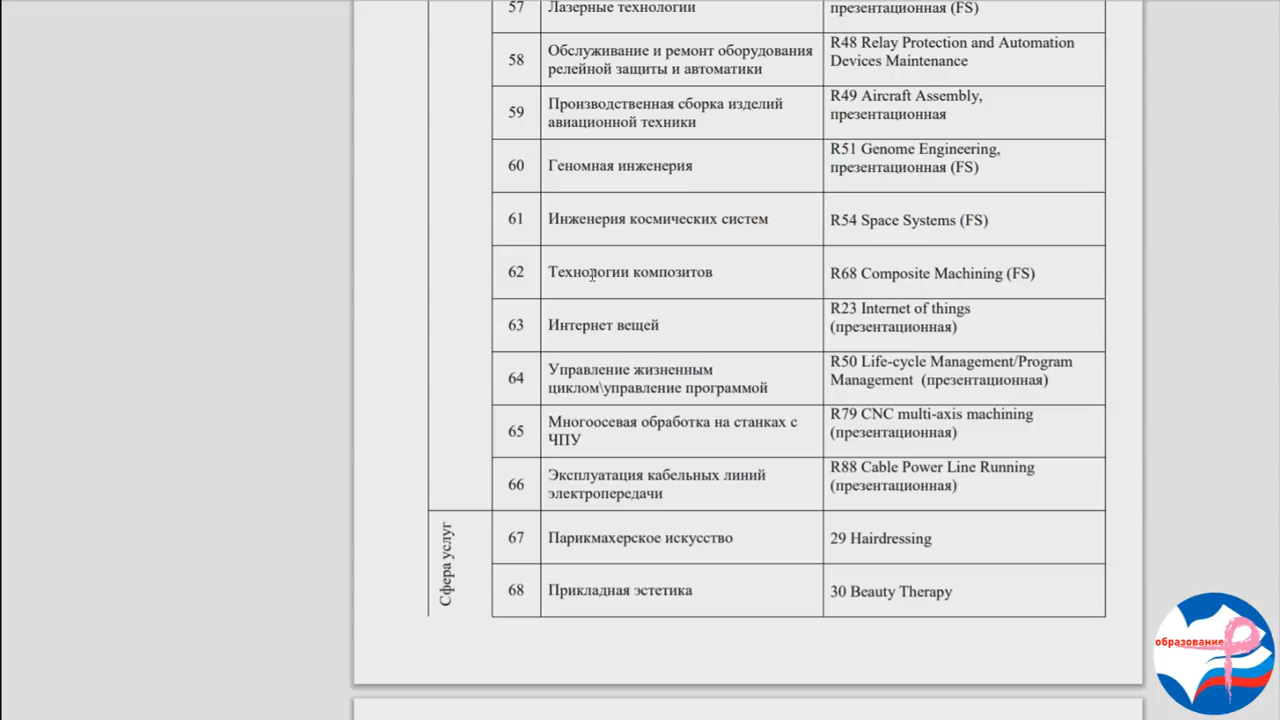 57
Лазерные технологии
презентационная (FS)
58
Обслуживание и ремонт оборудования
релейной защиты и автоматики
R48 Relay Protection and Automation
Devices Maintenance
59
Производственная сборка изделий
авиационной техники
R49 Aircraft Assembly,
презентационная
60
Геномная инженерия
R51 Genome Engineering,
презентационная (FS)
61
Инженерия космических систем
R54 Space Systems (FS)
62
Технологии композитов
R68 Composite Machining (FS)
63
Интернет вещей
R23 Internet of things
(презентационная)
64
Управление жизненным
циклом\управление программой
R50 Life-cycle Management/Program
Management (презентационная)
65
Многоосевая обработка на станках с
ЧПУ
R79 CNC multi-axis machining
(презентационная)
66
Эксплуатация кабельных линий
электропередачи
R88 Cable Power Line Running
(презентационная)
Сфера услуг
67
Парикмахерское искусство
29 Hairdressing
68
Прикладная эстетика
30 Beauty Therapy
образование
Р